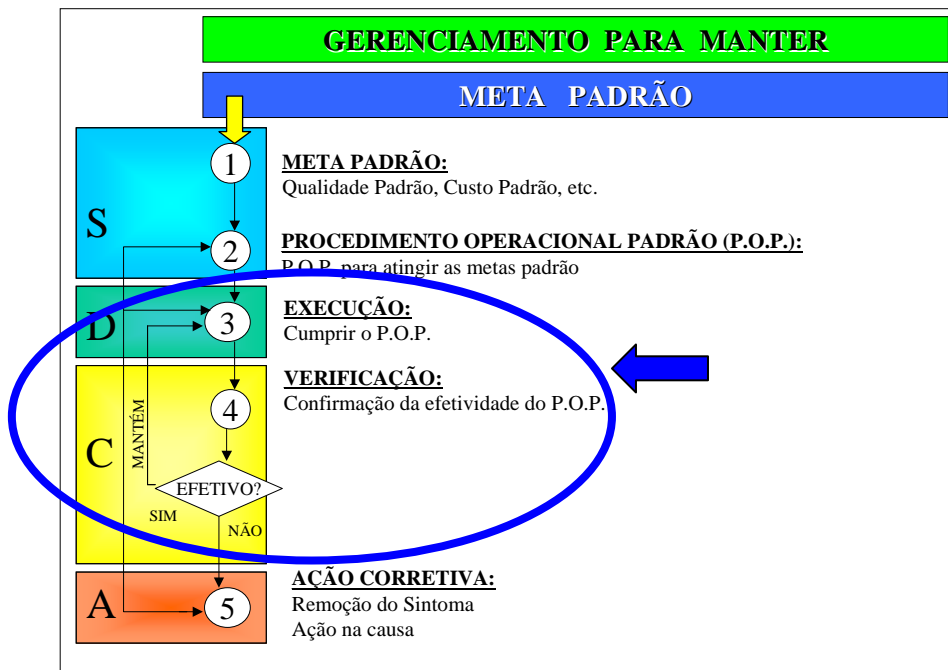 GERENCIAMENTO PARA MANTER
META PADRÃO
S
1
META PADRÃO:
Qualidade Padrão, Custo Padrão, etc.
2
PROCEDIMENTO OPERACIONAL PADRÃO (P.O.P.):
P.O.P. para atingir as metas padrão
D
3
EXECUÇÃO:
Cumprir o P.O.P.
C
4
VERIFICAÇÃO:
Confirmação da efetividade do P.O.P.
MANTÉM
EFETIVO?
SIM
NÃO
A
5
AÇÃO CORRETIVA:
Remoção do Sintoma
Ação na causa